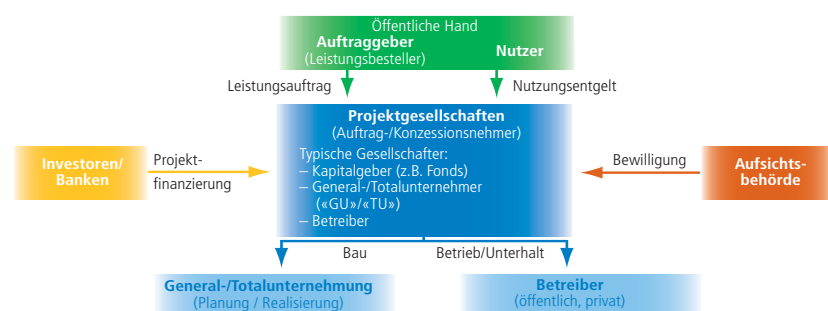 Öffentliche Hand
Auftraggeber
(Leistungsbesteller)
Nutzer
Leistungsauftrag
Nutzungsentgelt
Projektgesellschaften
(Auftrag-/Konzessionsnehmer)
Typische Gesellschafter:
– Kapitalgeber (z.B. Fonds)
– General-/Totalunternehmer
(«GU»/«TU»)
– Betreiber
Investoren/
Banken
Projekt-
finanzierung
Bewilligung
Aufsichts-
behörde
Bau
Betrieb/Unterhalt
General-/Totalunternehmung
(Planung / Realisierung)
Betreiber
(öffentlich, privat)